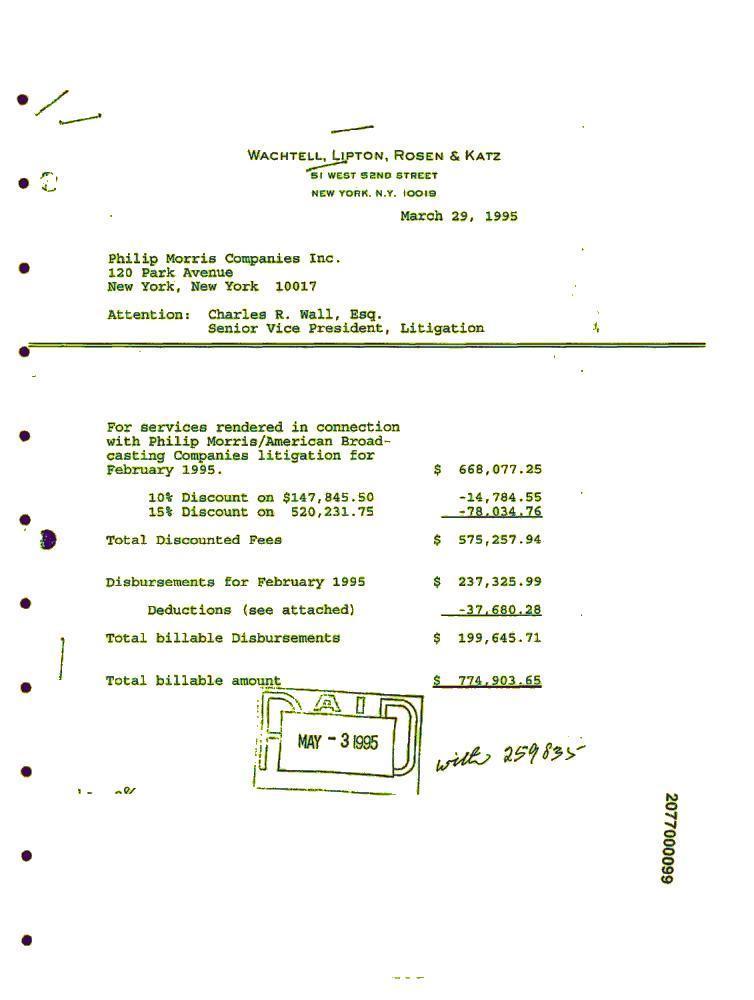 WACHTELL, LIPTON, ROSEN & KATZ
51 WEST 52ND STREET
NEW YORK, N.Y. 10019
March 29, 1995
Philip Morris Companies Inc.
120 Park Avenue
New York, New York 10017
Attention: Charles R. Wall, Esq.
Senior Vice President, Litigation
For services rendered in connection
with Philip Morris/American Broad-
casting Companies litigation for
February 1995. $ 668,077.25
10% Discount on $147,845.50 -14,784.55
15% Discount on 520,231.75 -78,034.76
Total Discounted Fees $ 575,257.94
Disbursements for February 1995 $ 237,325.99
Deductions (see attached) -37,680.28
Total billable Disbursements $ 199,645.71
Total billable amount $ 774,903.65
PAID
MAY - 3 1995
with 259835
2077000099